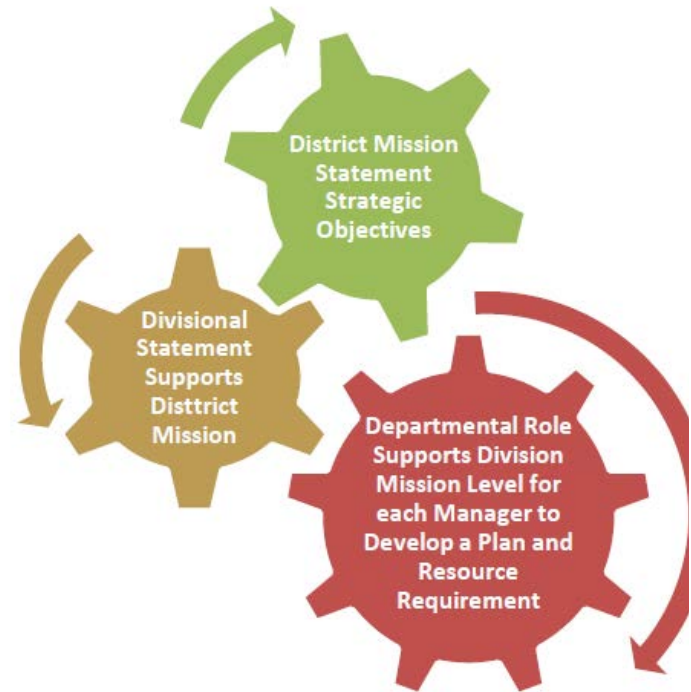 District Mission
Statement
Strategic
Objectives
Divisional
Statement
Supports
Disttrict
Mission
Departmental Role
Supports Division
Mission Level for
each Manager to
Develop a Plan and
Resource
Requirement